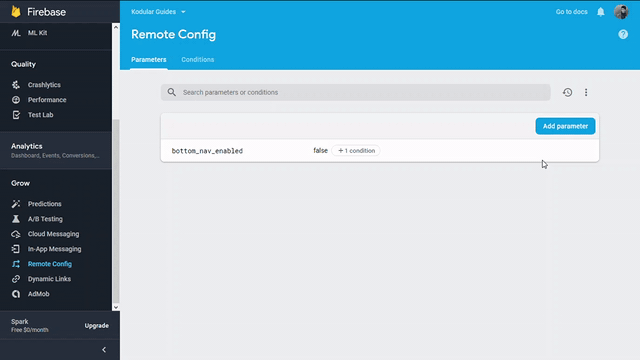 Firebase
ML Kit
Quality
Crashlytics
Performance
Test Lab
Analytics
Dashboard, Events, Conversions,...
Grow
Predictions
A/B Testing
Cloud Messaging
In-App Messaging
Remote Config
Dynamic Links
AdMob
Spark
Free $0/month
Upgrade
Kodular Guides
Go to docs
Remote Config
Parameters
Conditions
Search parameters or conditions
Add parameter
bottom_nav_enabled
false
+ 1 condition